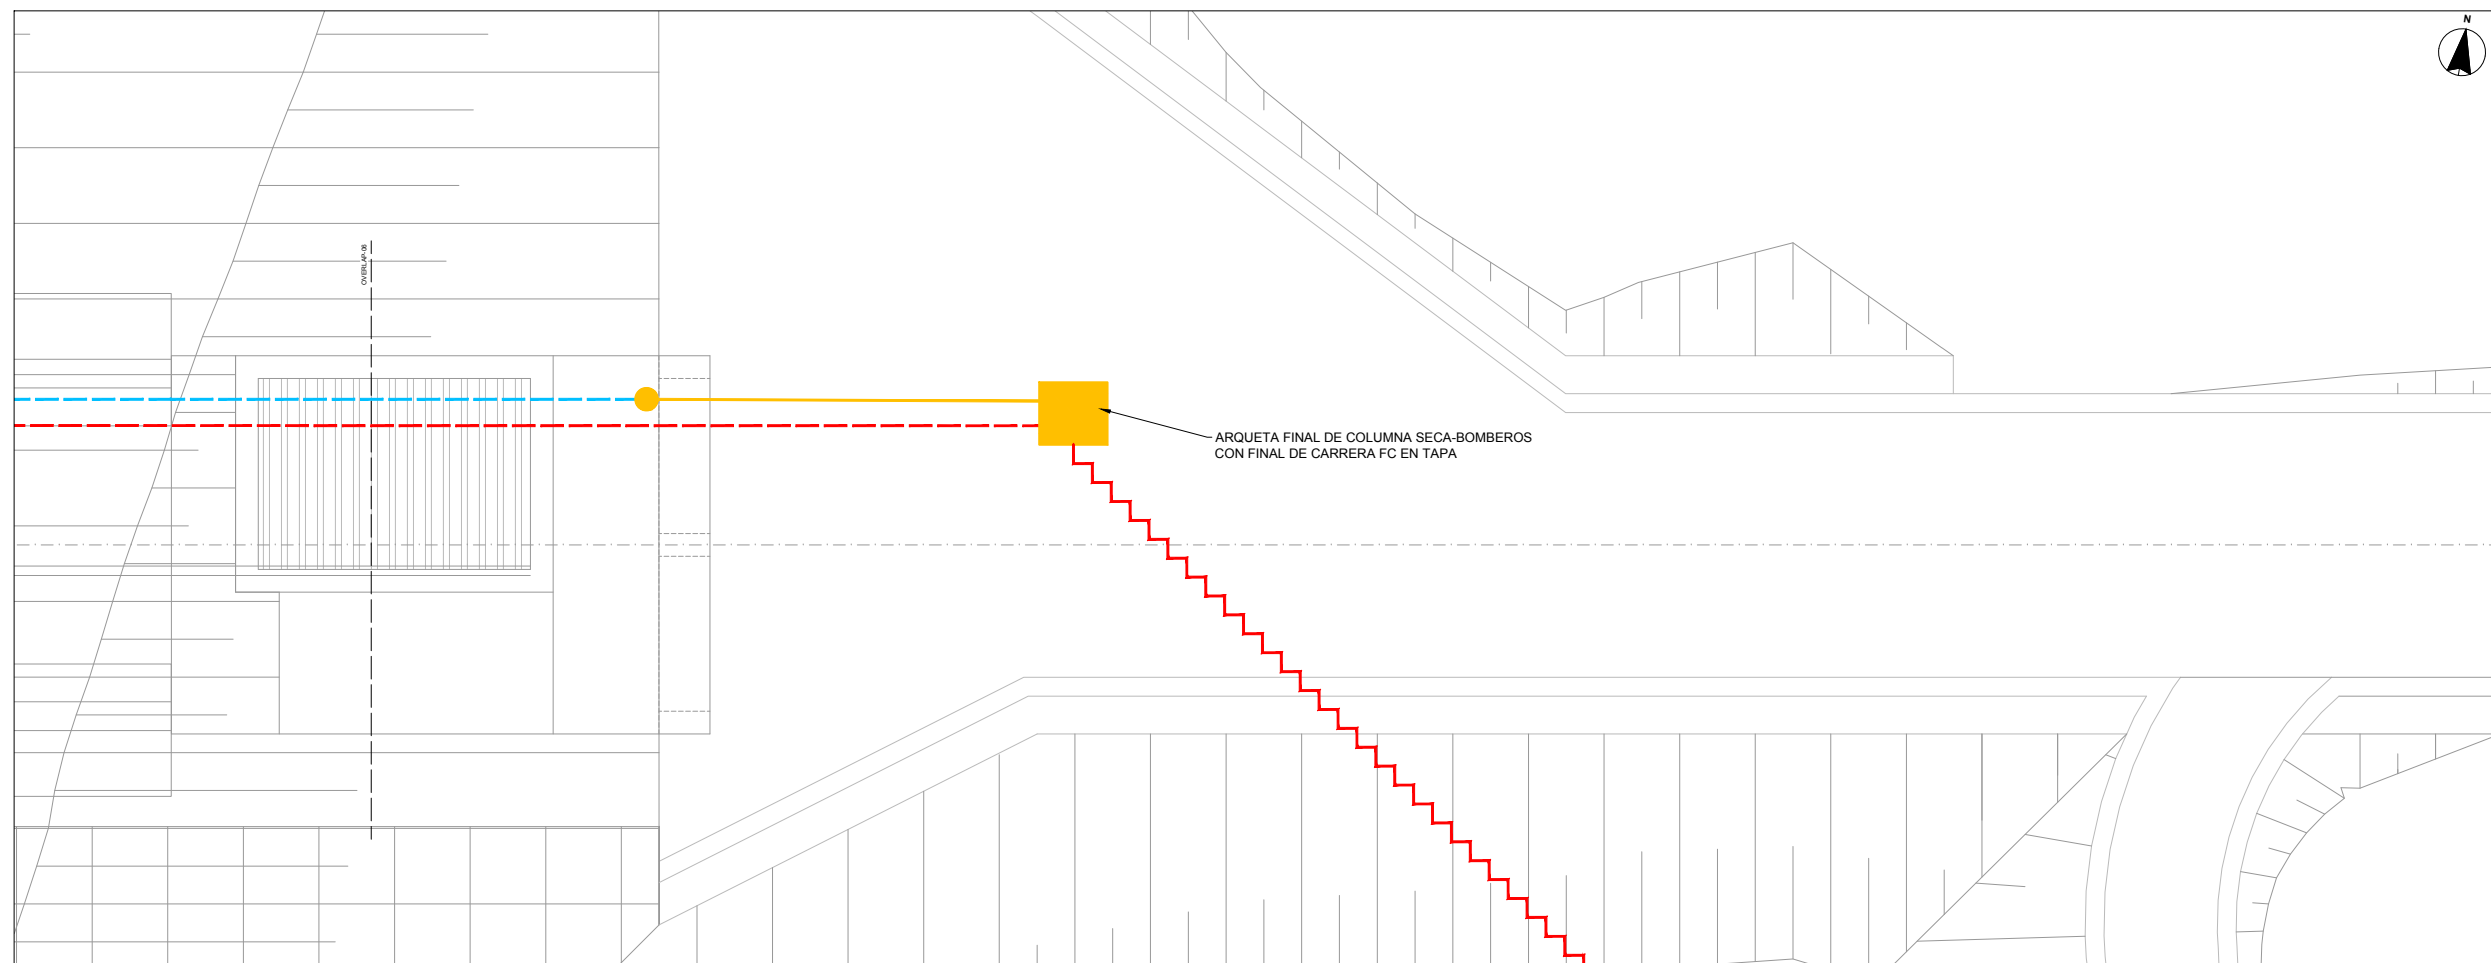 N
OVERLAP-06
ARQUETA FINAL DE COLUMNA SECA-BOMBEROS
CON FINAL DE CARRERA FC EN TAPA